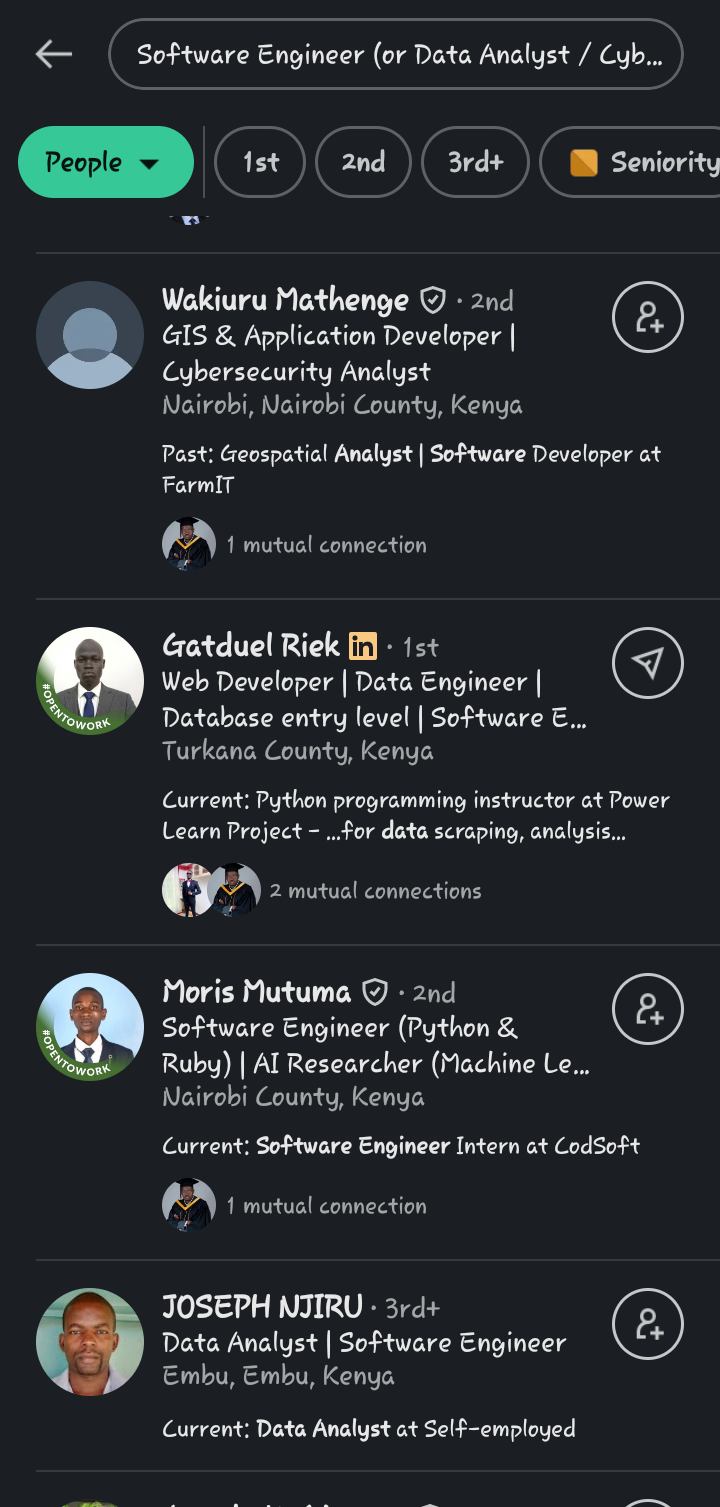 Software Engineer (or Data Analyst / Cyb...
People
1st
2nd
3rd+
Seniority
Wakiuru Mathenge · 2nd
GIS & Application Developer |
Cybersecurity Analyst
Nairobi, Nairobi County, Kenya
Past: Geospatial Analyst | Software Developer at
FarmIT
1 mutual connection
Gatduel Riek in · 1st
Web Developer | Data Engineer |
Database entry level | Software E...
Turkana County, Kenya
#OPENTOWORK
Current: Python programming instructor at Power
Learn Project - ...for data scraping, analysis...
2 mutual connections
Moris Mutuma · 2nd
Software Engineer (Python &
Ruby) | AI Researcher (Machine Le...
Nairobi County, Kenya
#OPENTOWORK
Current: Software Engineer Intern at CodSoft
1 mutual connection
JOSEPH NJIRU · 3rd+
Data Analyst | Software Engineer
Embu, Embu, Kenya
Current: Data Analyst at Self-employed